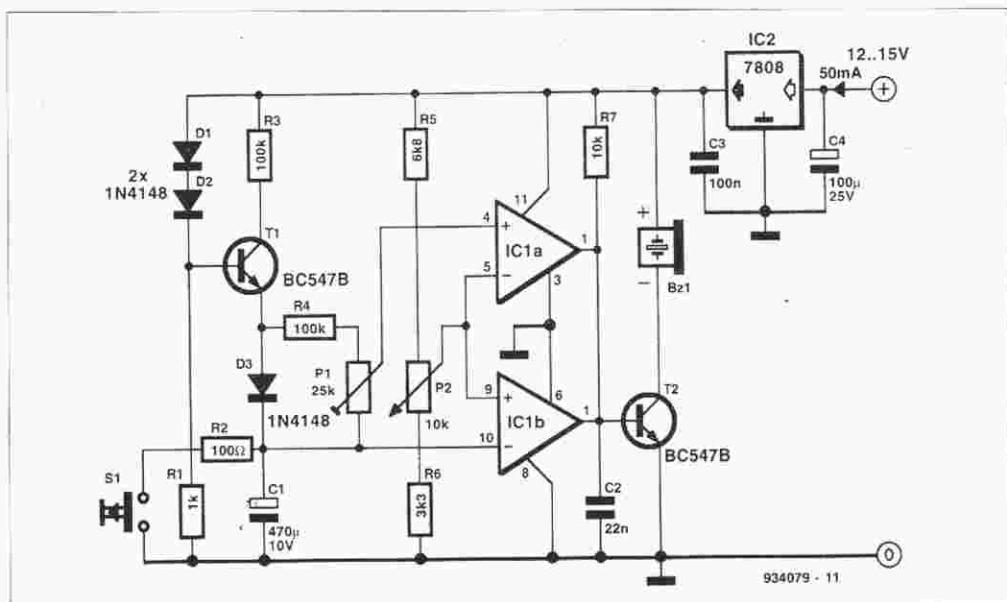 IC2
7808
12..15V
50mA
+
R3
100k
R5
6k8
R7
10k
D1
D2
2x
1N4148
C3
100n
C4
100µ
25V
11
4
+
IC1a
1
5
−
3
T1
BC547B
+
Bz1
−
R4
100k
D3
1N4148
P1
25k
P2
10k
9
+
6
IC1b
1
10
−
8
T2
BC547B
R2
100Ω
S1
R1
1k
C1
470µ
10V
R6
3k3
C2
22n
0
934079 - 11